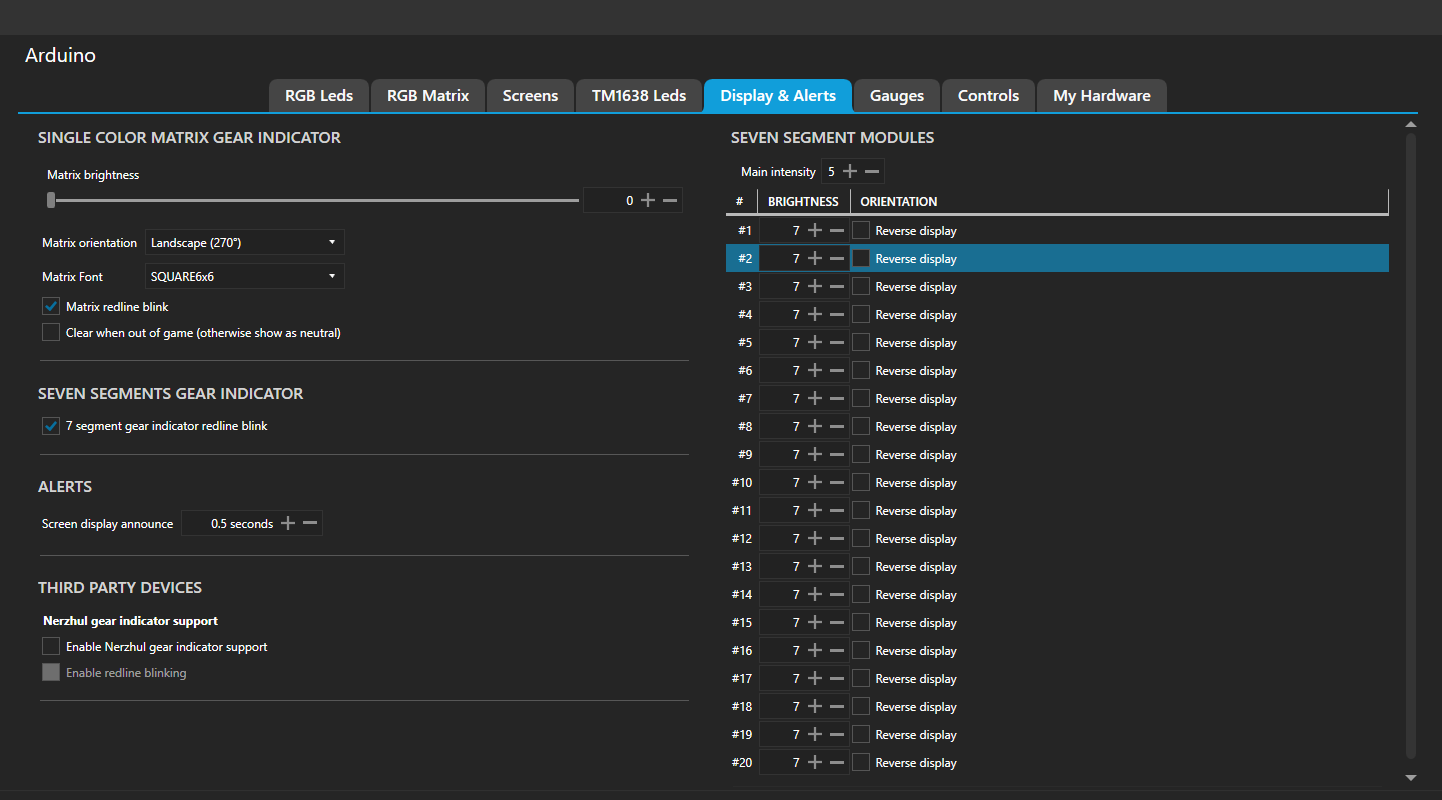 Arduino
RGB Leds
RGB Matrix
Screens
TM1638 Leds
Display & Alerts
Gauges
Controls
My Hardware
SINGLE COLOR MATRIX GEAR INDICATOR
Matrix brightness
0
Matrix orientation Landscape (270°)
Matrix Font SQUARE6x6
Matrix redline blink
Clear when out of game (otherwise show as neutral)
SEVEN SEGMENTS GEAR INDICATOR
7 segment gear indicator redline blink
ALERTS
Screen display announce 0.5 seconds
THIRD PARTY DEVICES
Nerzhul gear indicator support
Enable Nerzhul gear indicator support
Enable redline blinking
SEVEN SEGMENT MODULES
Main intensity 5
# BRIGHTNESS ORIENTATION
#1 7 Reverse display
#2 7 Reverse display
#3 7 Reverse display
#4 7 Reverse display
#5 7 Reverse display
#6 7 Reverse display
#7 7 Reverse display
#8 7 Reverse display
#9 7 Reverse display
#10 7 Reverse display
#11 7 Reverse display
#12 7 Reverse display
#13 7 Reverse display
#14 7 Reverse display
#15 7 Reverse display
#16 7 Reverse display
#17 7 Reverse display
#18 7 Reverse display
#19 7 Reverse display
#20 7 Reverse display